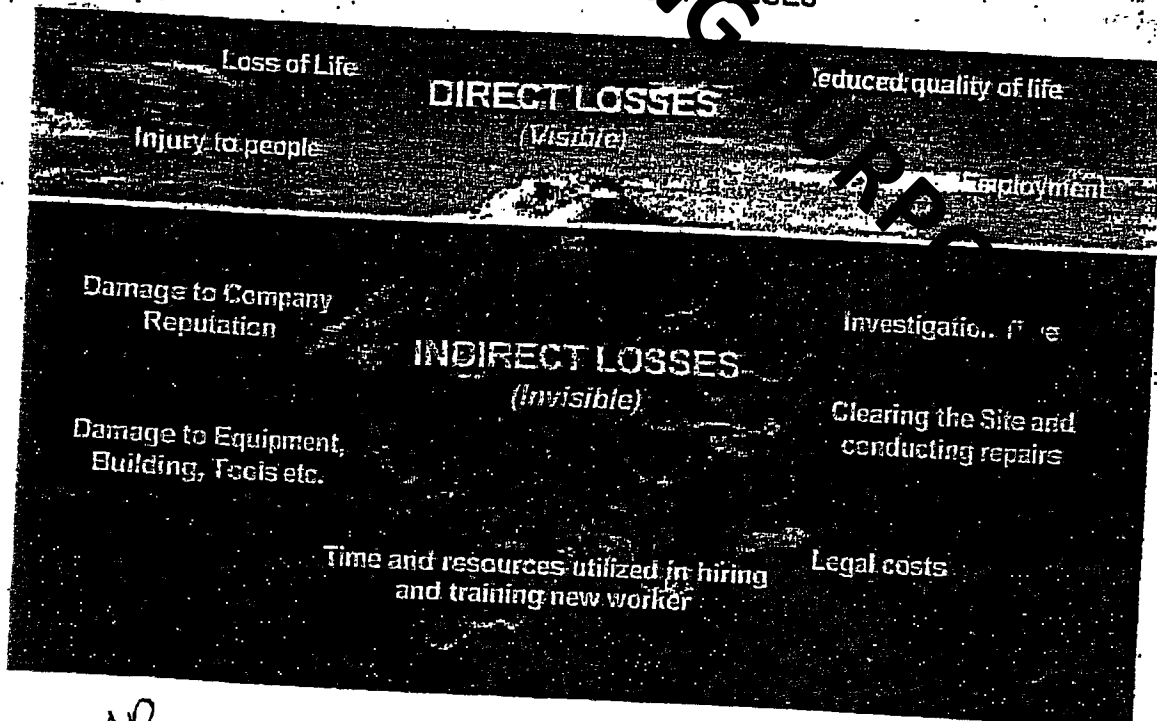 Loss of Life
DIRECT LOSSES
(Visible)
Reduced quality of life
Injury to people
Employment
Damage to Company
Reputation
INDIRECT LOSSES
(Invisible)
Investigation
Clearing the Site and
conducting repairs
Damage to Equipment,
Building, Tools etc.
Time and resources utilized in hiring
and training new worker
Legal costs